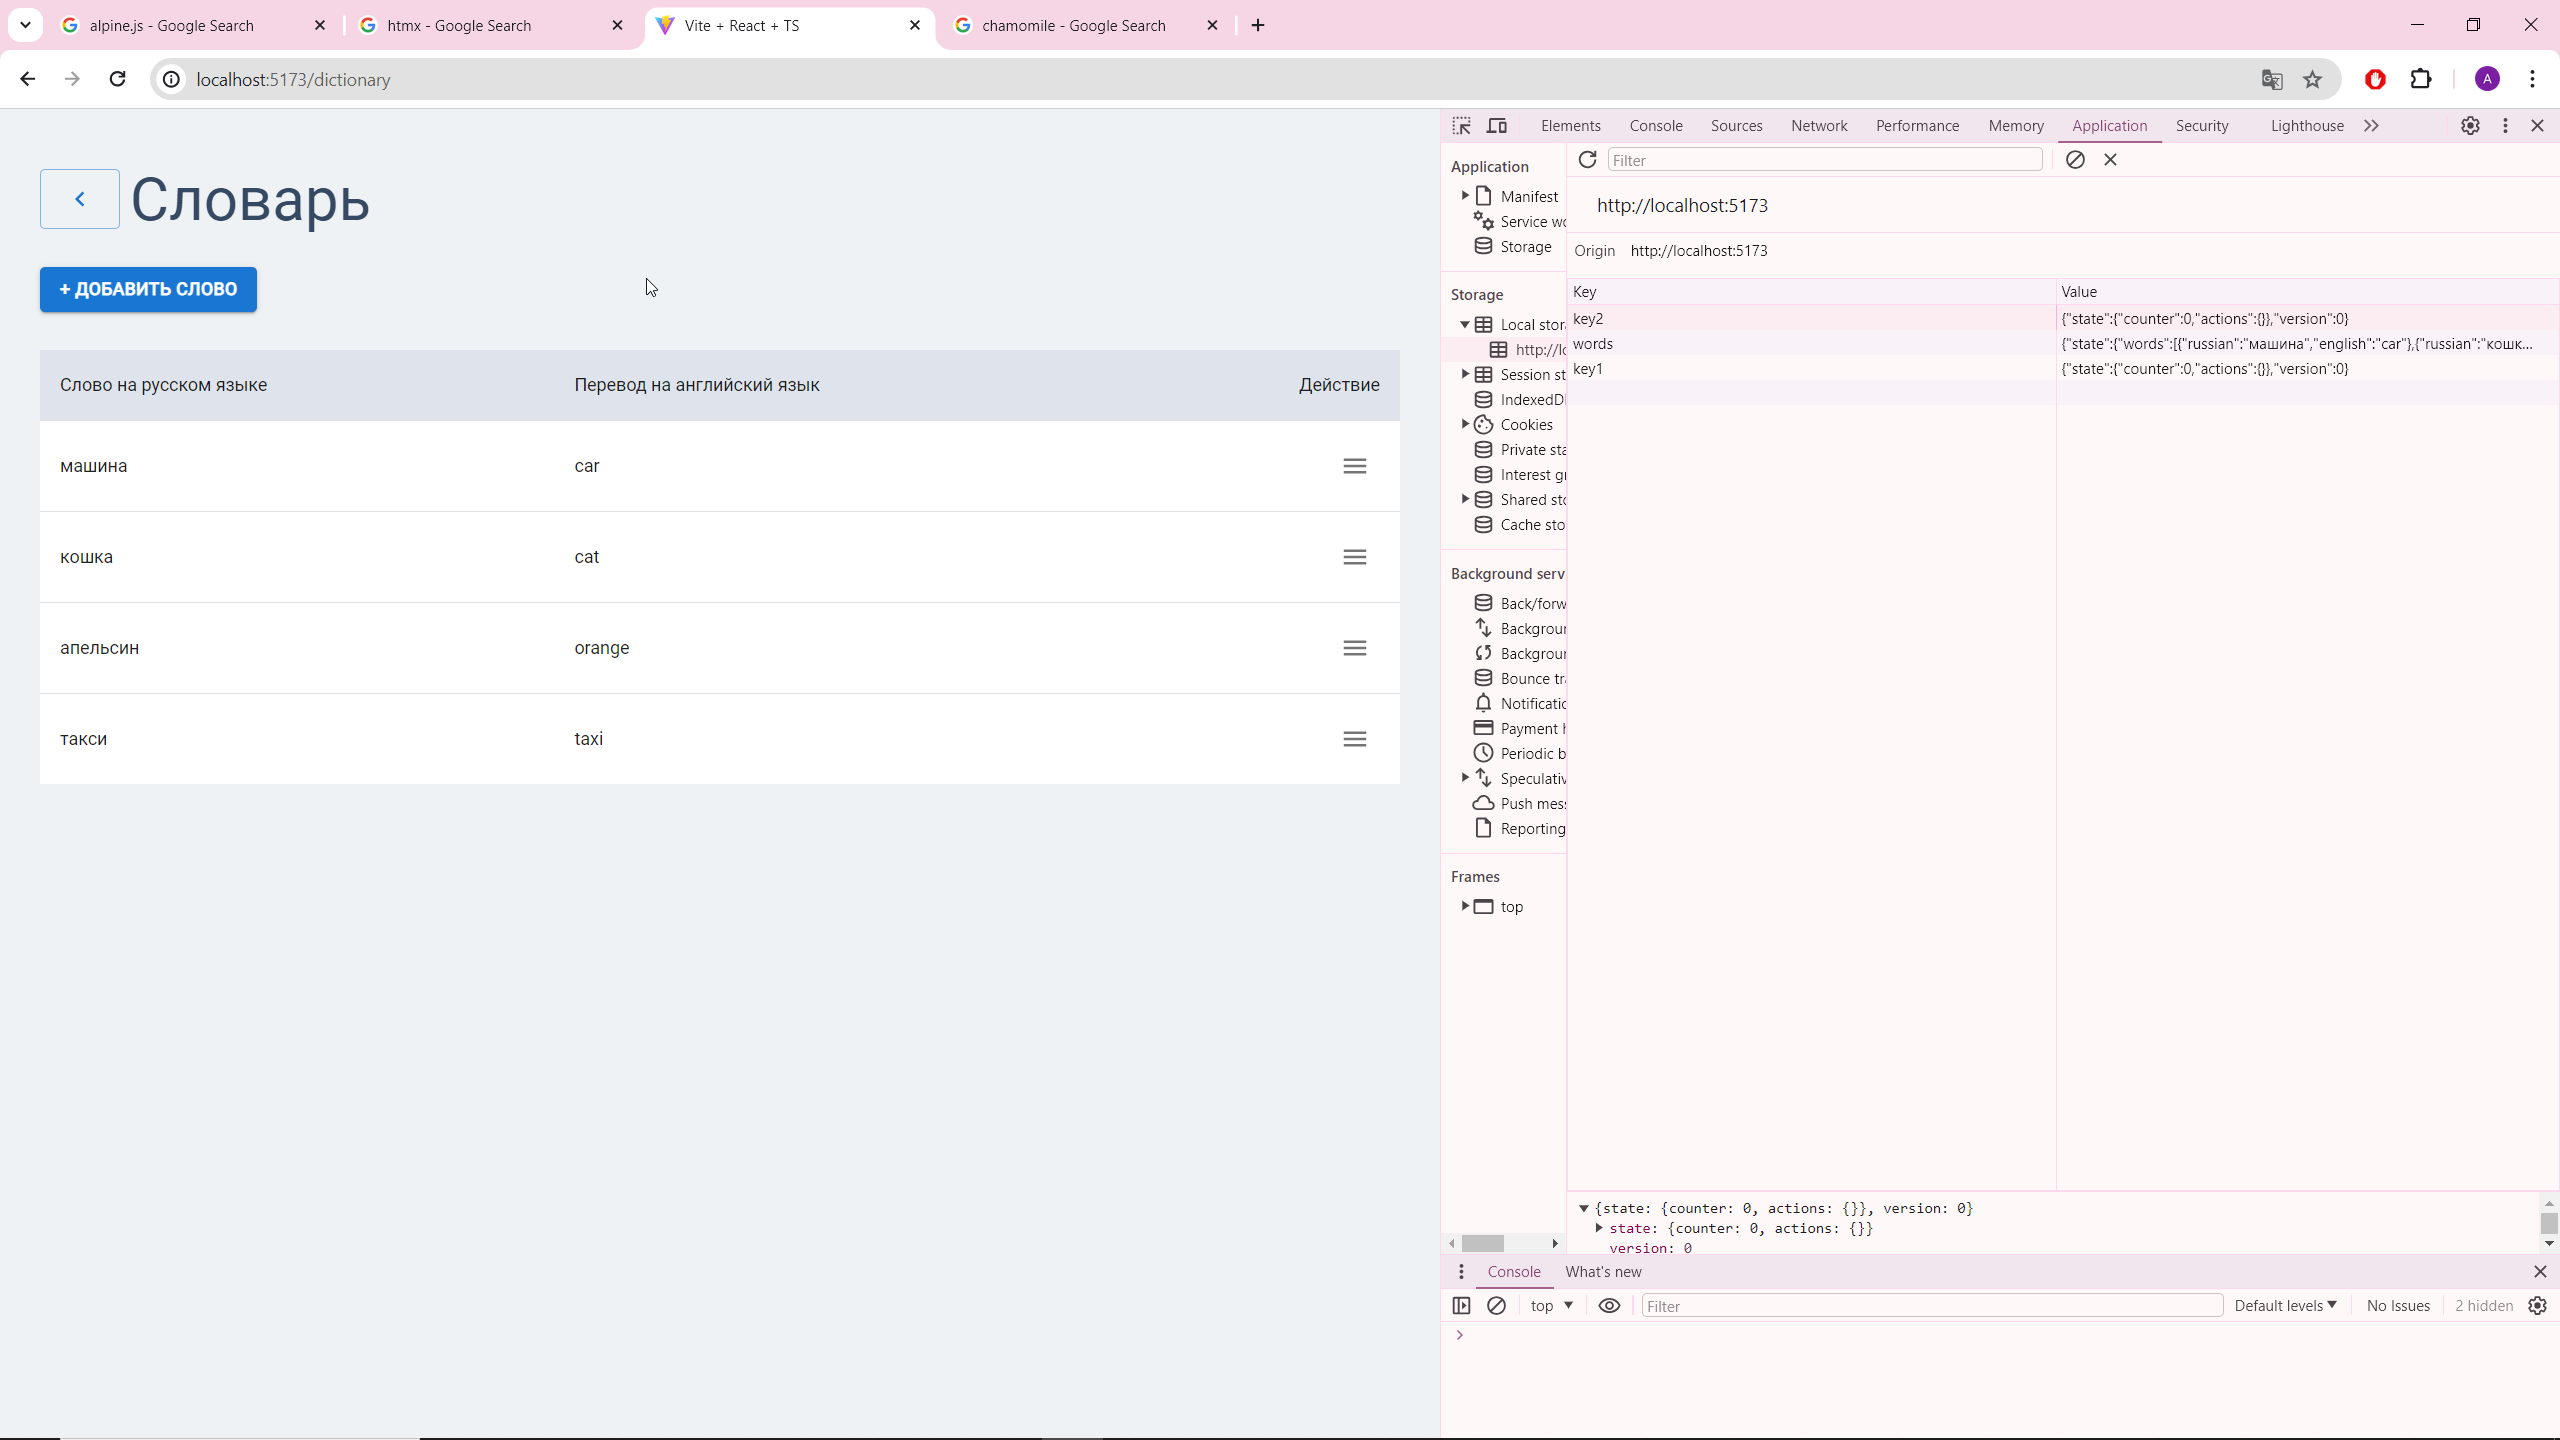 alpine.js - Google Search
htmx - Google Search
Vite + React + TS
chamomile - Google Search
localhost:5173/dictionary
A
Словарь
+ ДОБАВИТЬ СЛОВО
Слово на русском языке Перевод на английский язык Действие
машина car
кошка cat
апельсин orange
такси taxi
Elements Console Sources Network Performance Memory Application Security Lighthouse
Application
Manifest
Service wo
Storage
Storage
Local stor
http://lo
Session st
IndexedD
Cookies
Private sta
Interest g
Shared sto
Cache sto
Background serv
Back/forw
Backgrour
Backgrour
Bounce tr
Notificatio
Payment h
Periodic b
Speculativ
Push mess
Reporting
Frames
top
Filter
http://localhost:5173
Origin http://localhost:5173
Key Value
key2 {"state":{"counter":0,"actions":{}},"version":0}
words {"state":{"words":[{"russian":"машина","english":"car"},{"russian":"кошк...
key1 {"state":{"counter":0,"actions":{}},"version":0}
{state: {counter: 0, actions: {}}, version: 0}
state: {counter: 0, actions: {}}
version: 0
Console What's new
top Filter Default levels No Issues 2 hidden